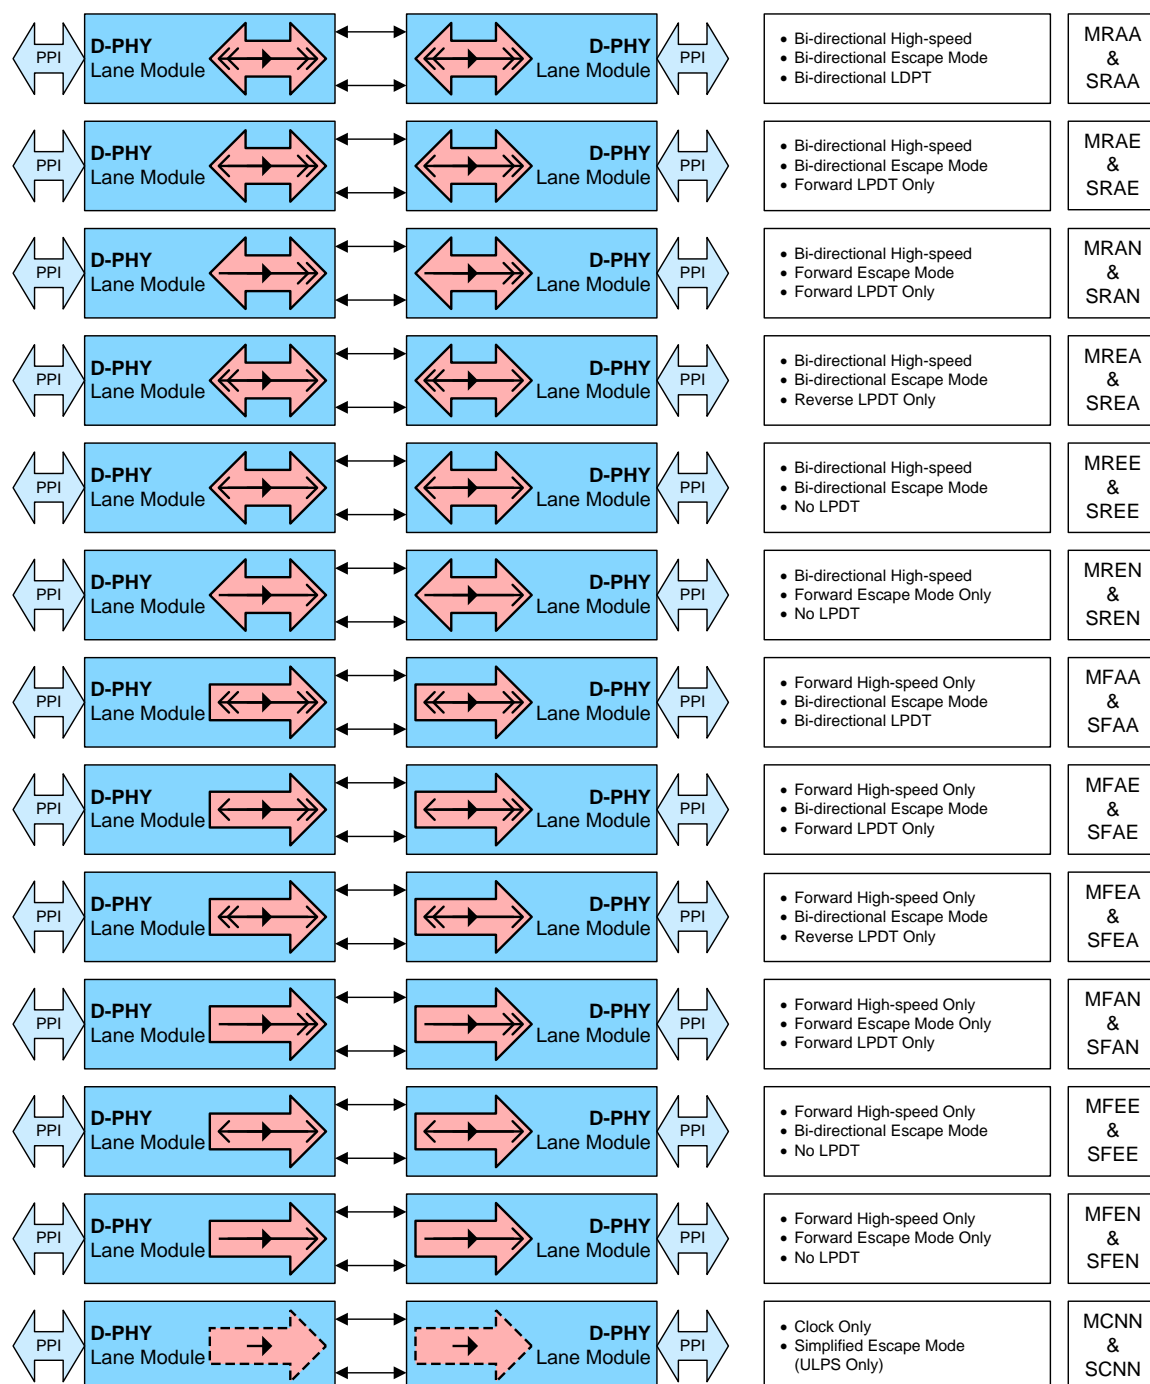 PPI
D-PHY
Lane Module
D-PHY
Lane Module
PPI
• Bi-directional High-speed
• Bi-directional Escape Mode
• Bi-directional LDPT
MRAA
&
SRAA
PPI
D-PHY
Lane Module
D-PHY
Lane Module
PPI
• Bi-directional High-speed
• Bi-directional Escape Mode
• Forward LPDT Only
MRAE
&
SRAE
PPI
D-PHY
Lane Module
D-PHY
Lane Module
PPI
• Bi-directional High-speed
• Forward Escape Mode
• Forward LPDT Only
MRAN
&
SRAN
PPI
D-PHY
Lane Module
D-PHY
Lane Module
PPI
• Bi-directional High-speed
• Bi-directional Escape Mode
• Reverse LPDT Only
MREA
&
SREA
PPI
D-PHY
Lane Module
D-PHY
Lane Module
PPI
• Bi-directional High-speed
• Bi-directional Escape Mode
• No LPDT
MREE
&
SREE
PPI
D-PHY
Lane Module
D-PHY
Lane Module
PPI
• Bi-directional High-speed
• Forward Escape Mode Only
• No LPDT
MREN
&
SREN
PPI
D-PHY
Lane Module
D-PHY
Lane Module
PPI
• Forward High-speed Only
• Bi-directional Escape Mode
• Bi-directional LPDT
MFAA
&
SFAA
PPI
D-PHY
Lane Module
D-PHY
Lane Module
PPI
• Forward High-speed Only
• Bi-directional Escape Mode
• Forward LPDT Only
MFAE
&
SFAE
PPI
D-PHY
Lane Module
D-PHY
Lane Module
PPI
• Forward High-speed Only
• Bi-directional Escape Mode
• Reverse LPDT Only
MFEA
&
SFEA
PPI
D-PHY
Lane Module
D-PHY
Lane Module
PPI
• Forward High-speed Only
• Forward Escape Mode Only
• Forward LPDT Only
MFAN
&
SFAN
PPI
D-PHY
Lane Module
D-PHY
Lane Module
PPI
• Forward High-speed Only
• Bi-directional Escape Mode
• No LPDT
MFEE
&
SFEE
PPI
D-PHY
Lane Module
D-PHY
Lane Module
PPI
• Forward High-speed Only
• Forward Escape Mode Only
• No LPDT
MFEN
&
SFEN
PPI
D-PHY
Lane Module
D-PHY
Lane Module
PPI
• Clock Only
• Simplified Escape Mode
(ULPS Only)
MCNN
&
SCNN